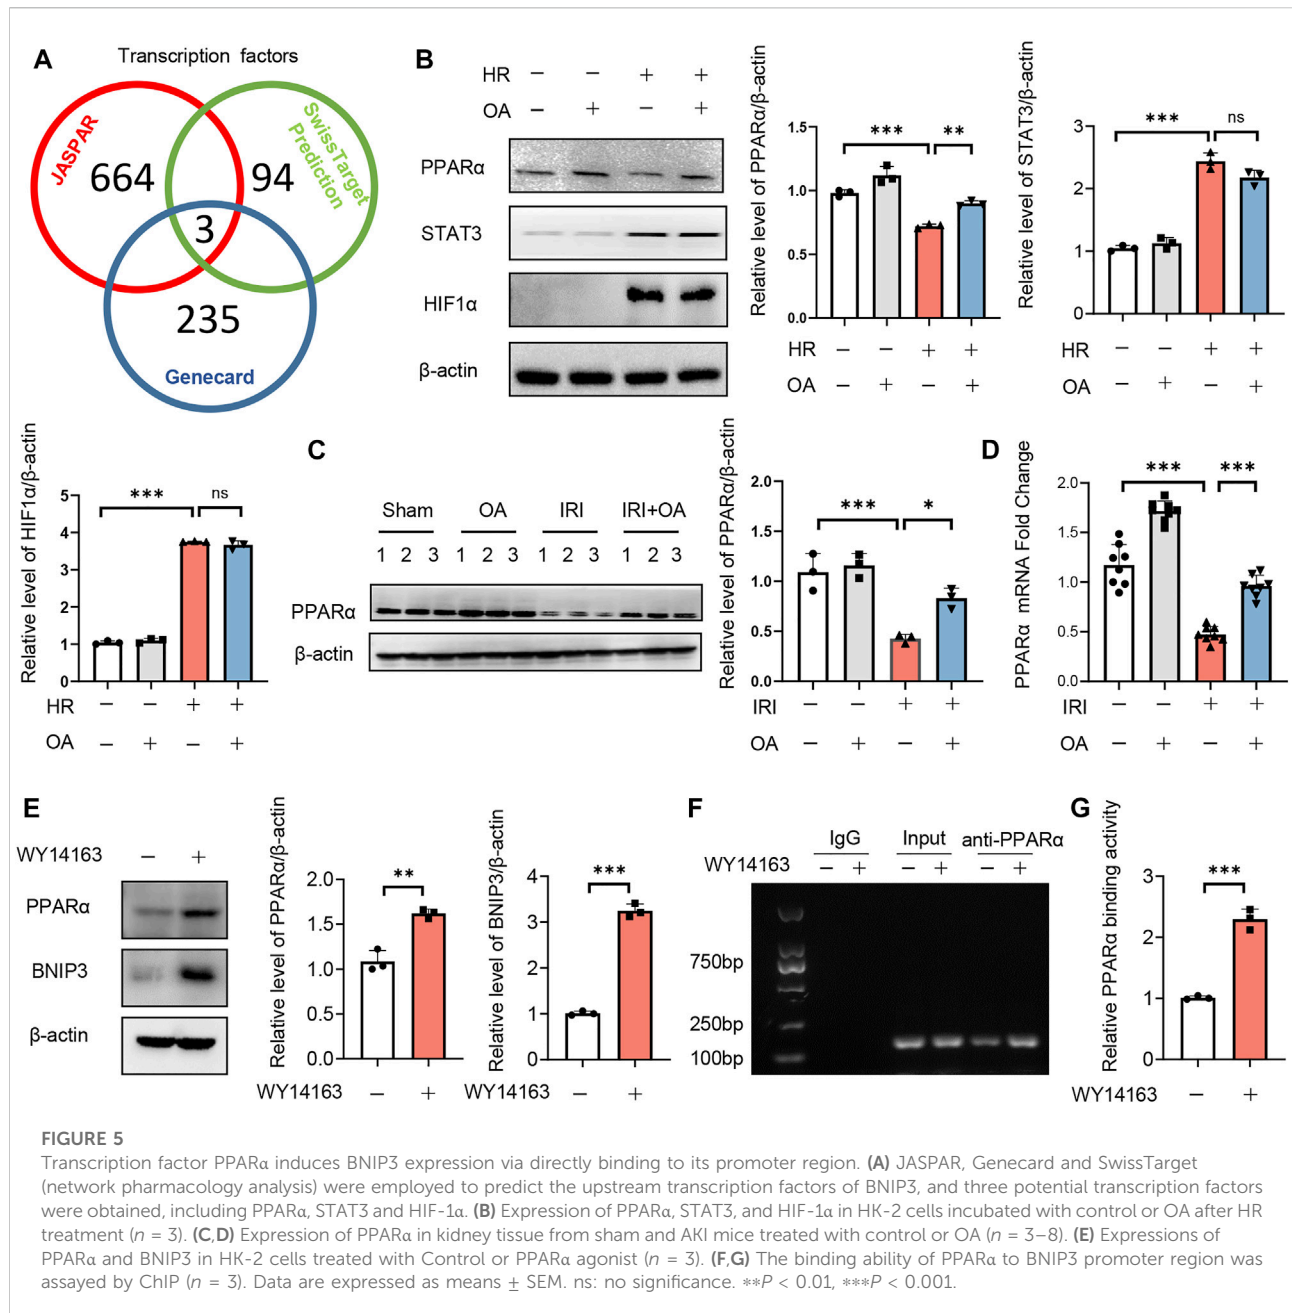 A
Transcription factors
JASPAR
SwissTarget
Prediction
664
94
3
235
Genecard
B
HR − − + +
OA − + − +
PPARα
STAT3
HIF1α
β-actin
Relative level of PPARα/β-actin
1.5
1.0
0.5
0.0
*** **
HR − − + +
OA − + − +
Relative level of STAT3/β-actin
3
2
1
0
*** ns
HR − − + +
OA − + − +
Relative level of HIF1α/β-actin
5
4
3
2
1
0
*** ns
HR − − + +
OA − + − +
C
Sham OA IRI IRI+OA
1 2 3 1 2 3 1 2 3 1 2 3
PPARα
β-actin
Relative level of PPARα/β-actin
2.0
1.5
1.0
0.5
0.0
*** *
IRI − − + +
OA − + − +
D
PPARα mRNA Fold Change
2.0
1.5
1.0
0.5
0.0
*** ***
IRI − − + +
OA − + − +
E
WY14163 − +
PPARα
BNIP3
β-actin
Relative level of PPARα/β-actin
2.0
1.5
1.0
0.5
0.0
**
WY14163 − +
Relative level of BNIP3/β-actin
4
3
2
1
0
***
WY14163 − +
F
IgG Input anti-PPARα
WY14163 − + − + − +
750bp
250bp
100bp
G
Relative PPARα binding activity
3
2
1
0
***
WY14163 − +
FIGURE 5
Transcription factor PPARα induces BNIP3 expression via directly binding to its promoter region. (A) JASPAR, Genecard and SwissTarget
(network pharmacology analysis) were employed to predict the upstream transcription factors of BNIP3, and three potential transcription factors
were obtained, including PPARα, STAT3 and HIF-1α. (B) Expression of PPARα, STAT3, and HIF-1α in HK-2 cells incubated with control or OA after HR
treatment (n = 3). (C,D) Expression of PPARα in kidney tissue from sham and AKI mice treated with control or OA (n = 3–8). (E) Expressions of
PPARα and BNIP3 in HK-2 cells treated with Control or PPARα agonist (n = 3). (F,G) The binding ability of PPARα to BNIP3 promoter region was
assayed by ChIP (n = 3). Data are expressed as means ± SEM. ns: no significance. **P < 0.01, ***P < 0.001.